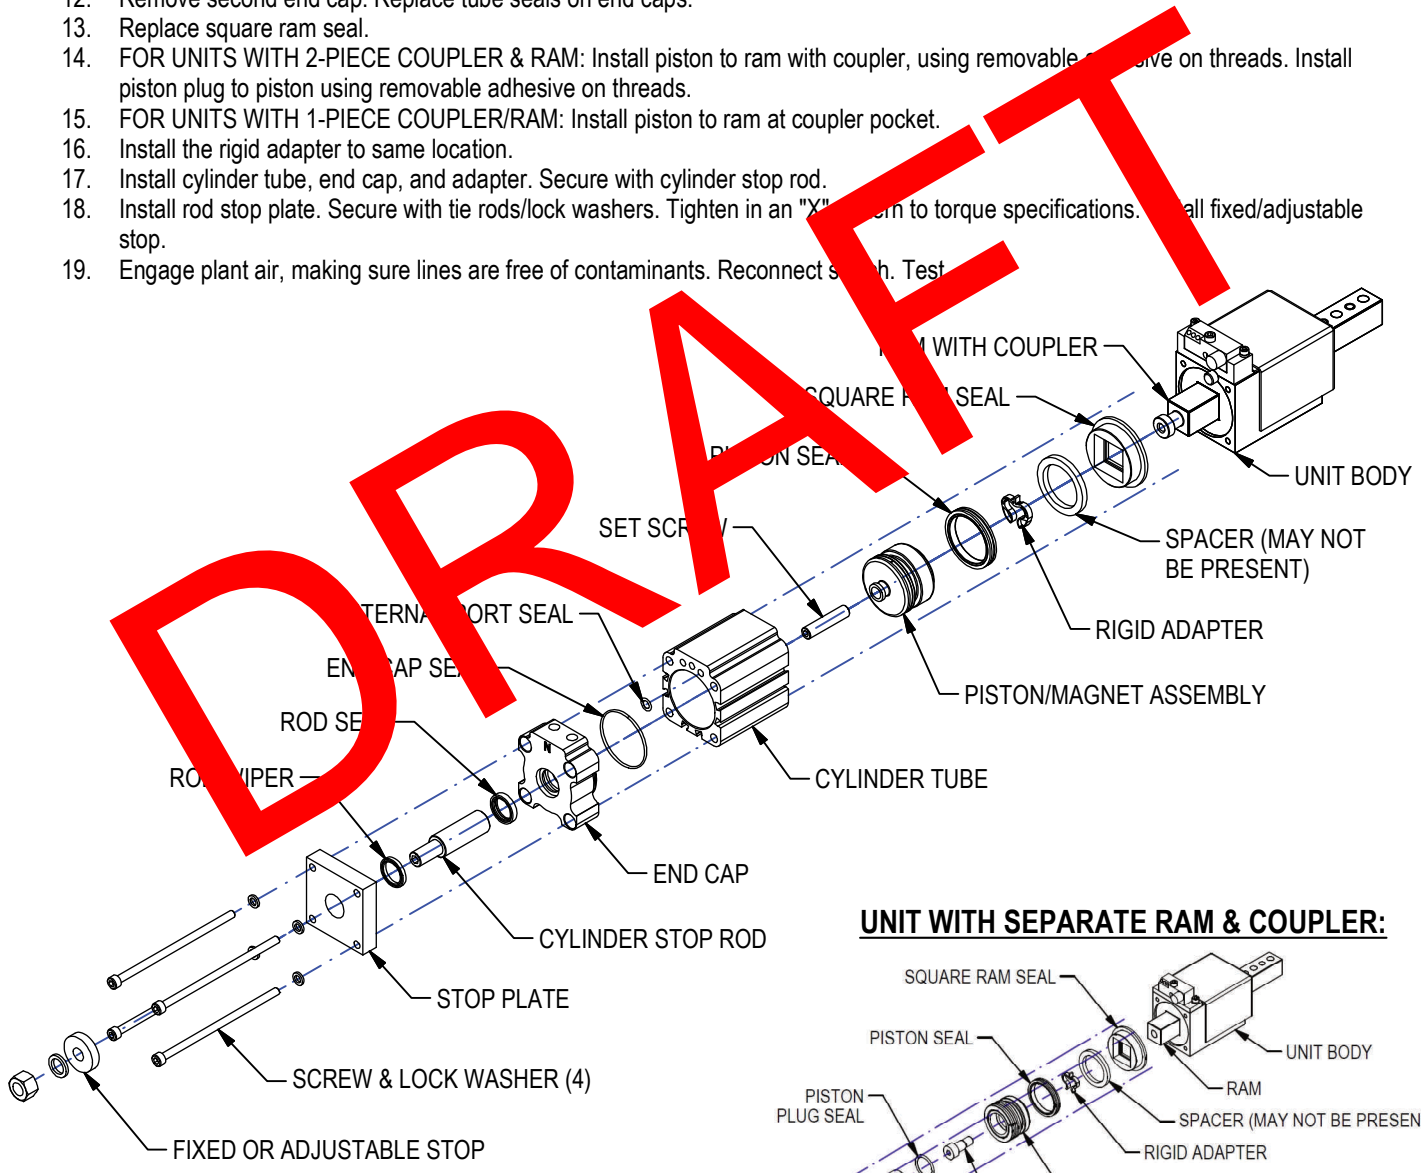 12. Remove second end cap. Replace tube seals on end caps.
13. Replace square ram seal.
14. FOR UNITS WITH 2-PIECE COUPLER & RAM: Install piston to ram with coupler, using removable on threads. Install
piston plug to piston using removable adhesive on threads.
15. FOR UNITS WITH 1-PIECE COUPLER/RAM: Install piston to ram at coupler pocket.
16. Install the rigid adapter to same location.
17. Install cylinder tube, end cap, and adapter. Secure with cylinder stop rod.
18. Install rod stop plate. Secure with tie rods/lock washers. Tighten in an "X" to torque specifications. fixed/adjustable
stop.
19. Engage plant air, making sure lines are free of contaminants. Reconnect Test
DRAFT
WITH COUPLER
SQUARE SEAL
UNIT BODY
SET
SPACER (MAY NOT
BE PRESENT)
PORT SEAL
RIGID ADAPTER
CAP
PISTON/MAGNET ASSEMBLY
ROD
CYLINDER TUBE
END CAP
CYLINDER STOP ROD
STOP PLATE
SCREW & LOCK WASHER (4)
FIXED OR ADJUSTABLE STOP
UNIT WITH SEPARATE RAM & COUPLER:
SQUARE RAM SEAL
PISTON SEAL
UNIT BODY
RAM
PISTON
PLUG SEAL
SPACER (MAY NOT BE PRESEN
RIGID ADAPTER